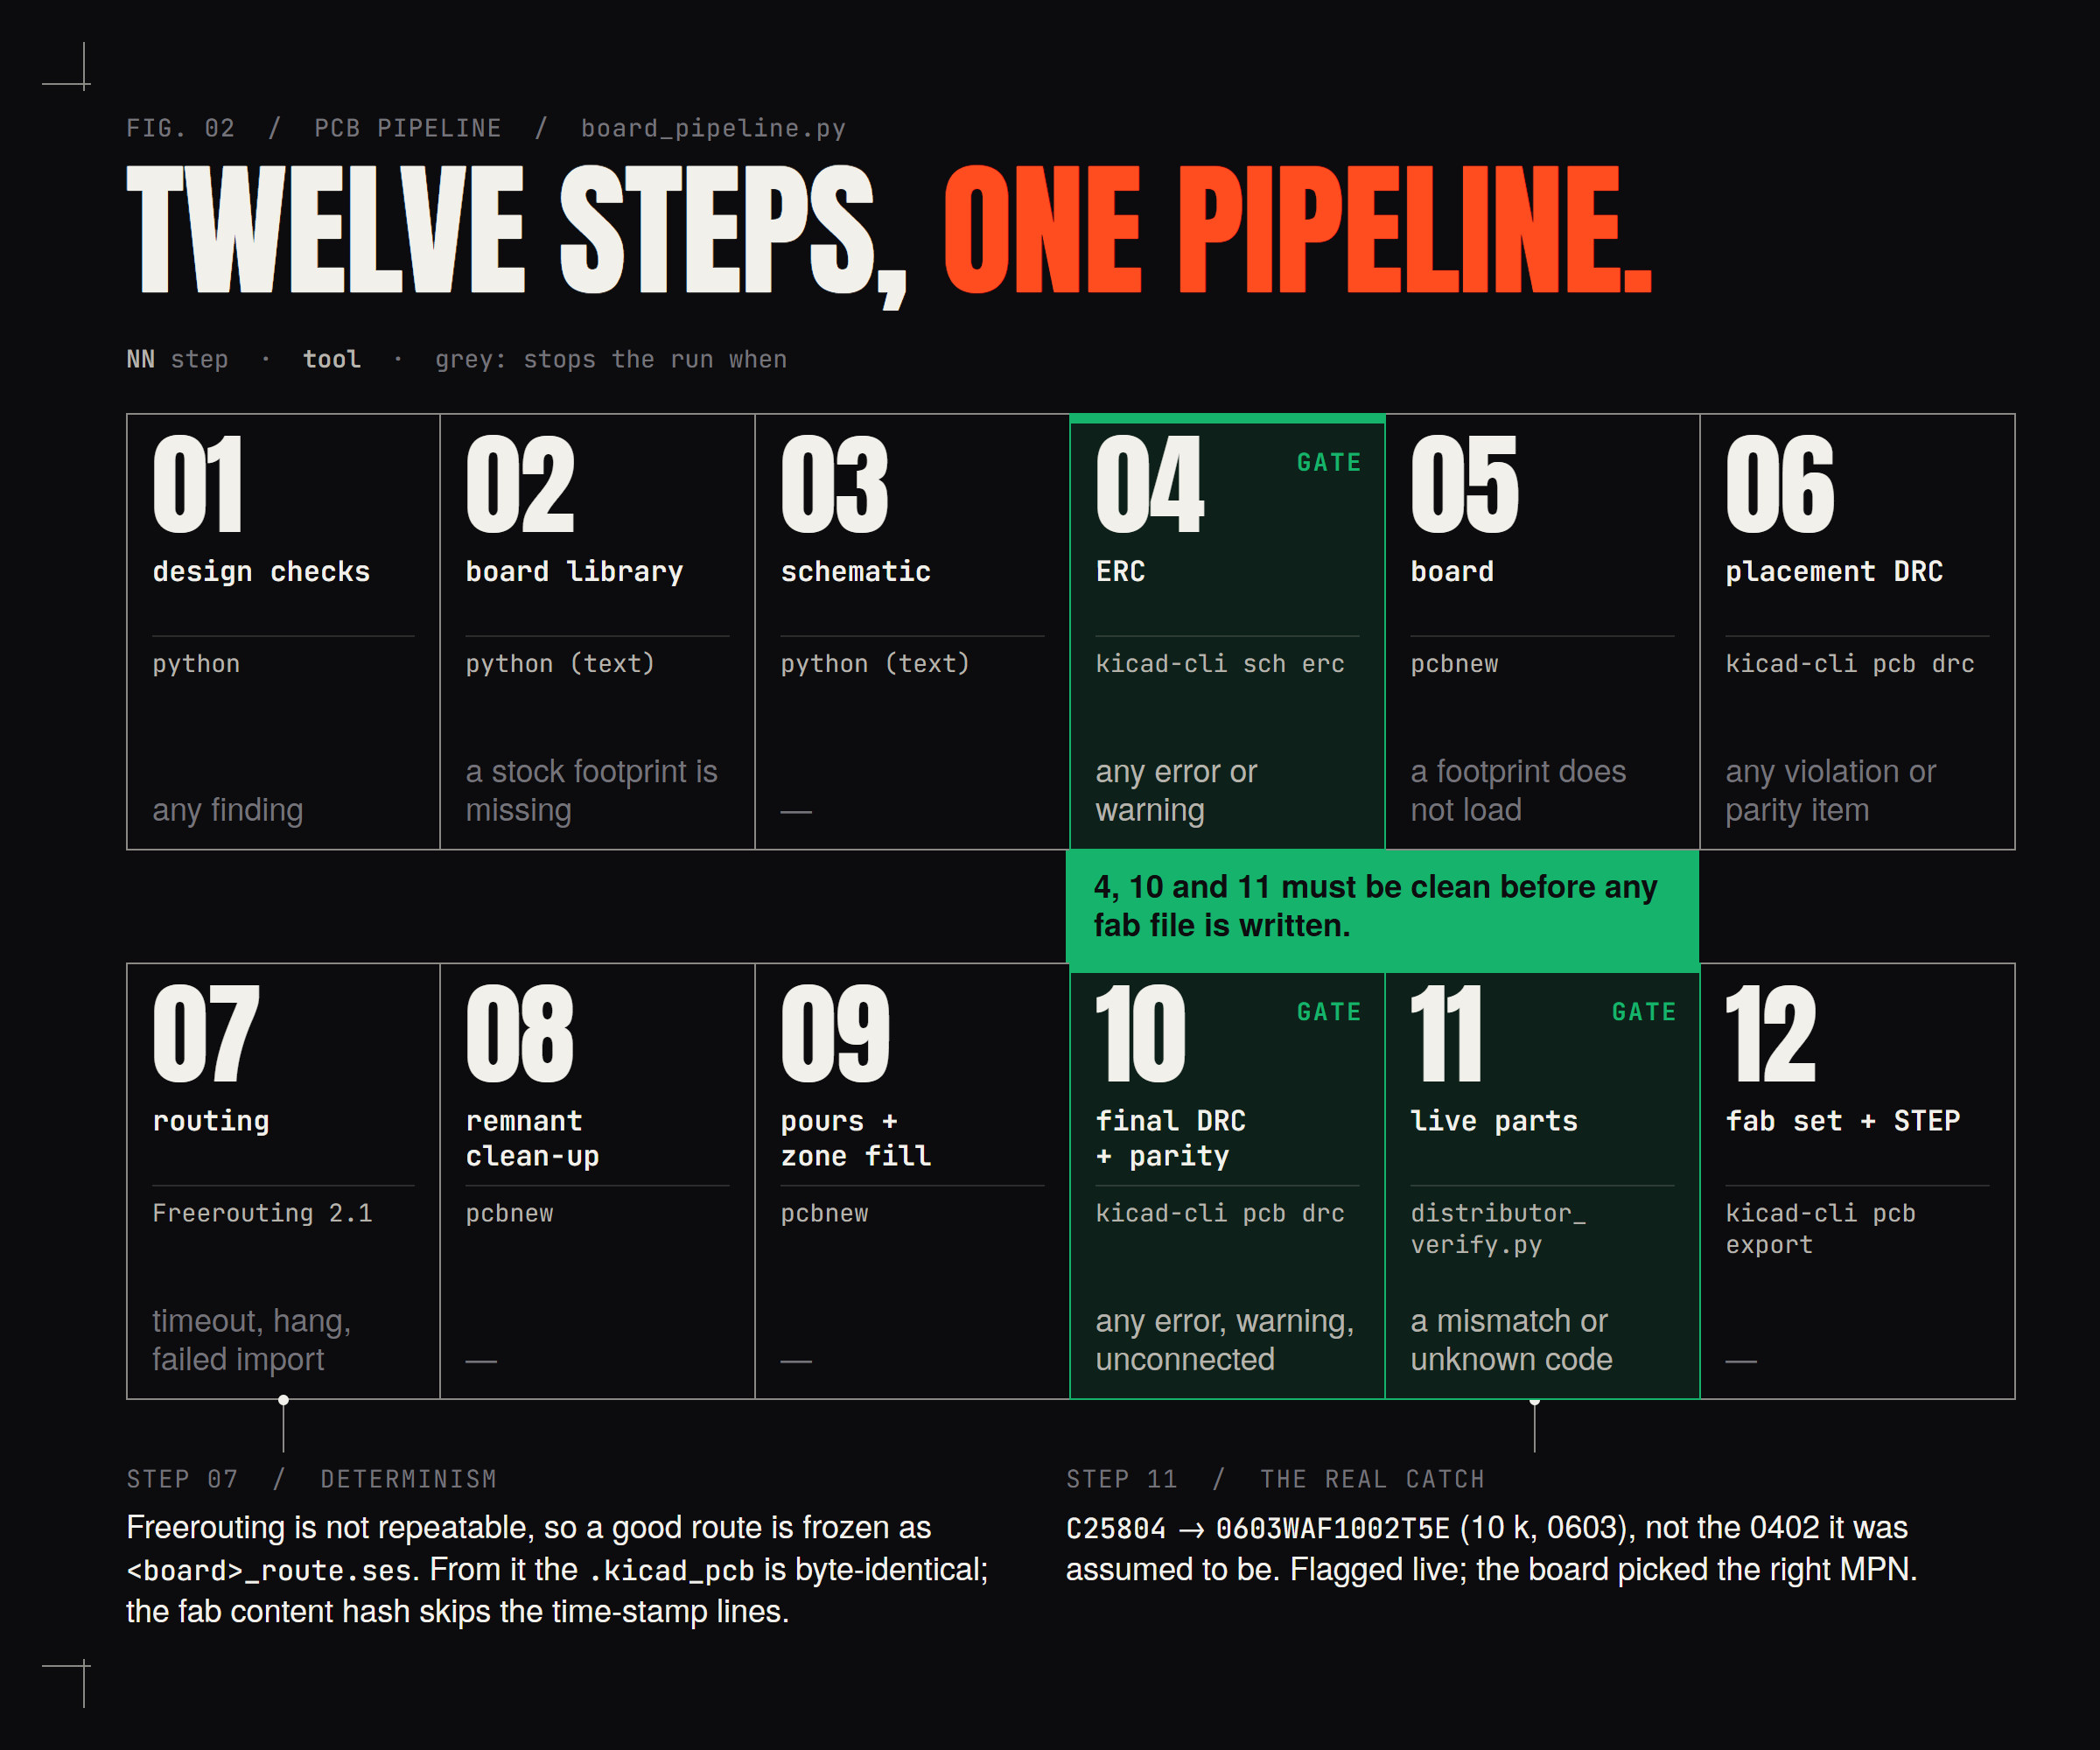 FIG. 02 / PCB PIPELINE / board_pipeline.py
TWELVE STEPS, ONE PIPELINE.
NN step · tool · grey: stops the run when
01
design checks
python
any finding
02
board library
python (text)
a stock footprint is
missing
03
schematic
python (text)
—
04
GATE
ERC
kicad-cli sch erc
any error or
warning
05
board
pcbnew
a footprint does
not load
06
placement DRC
kicad-cli pcb drc
any violation or
parity item
4, 10 and 11 must be clean before any
fab file is written.
07
routing
Freerouting 2.1
timeout, hang,
failed import
08
remnant
clean-up
pcbnew
—
09
pours +
zone fill
pcbnew
—
10
GATE
final DRC
+ parity
kicad-cli pcb drc
any error, warning,
unconnected
11
GATE
live parts
distributor_
verify.py
a mismatch or
unknown code
12
fab set + STEP
kicad-cli pcb
export
—
STEP 07 / DETERMINISM
Freerouting is not repeatable, so a good route is frozen as
<board>_route.ses. From it the .kicad_pcb is byte-identical;
the fab content hash skips the time-stamp lines.
STEP 11 / THE REAL CATCH
C25804 → 0603WAF1002T5E (10 k, 0603), not the 0402 it was
assumed to be. Flagged live; the board picked the right MPN.